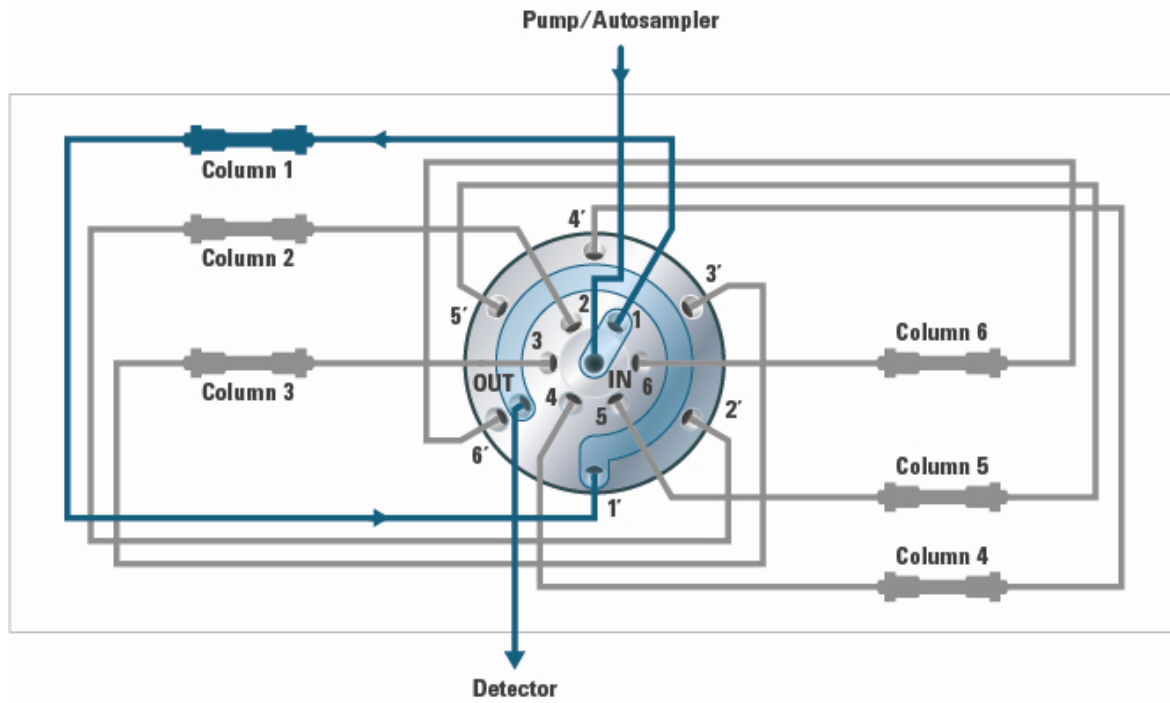 Pump/Autosampler
Column 1
Column 2
Column 3
4′
3′
5′
2
1
3
OUT
IN
4
5
6
2′
6′
1′
Column 6
Column 5
Column 4
Detector